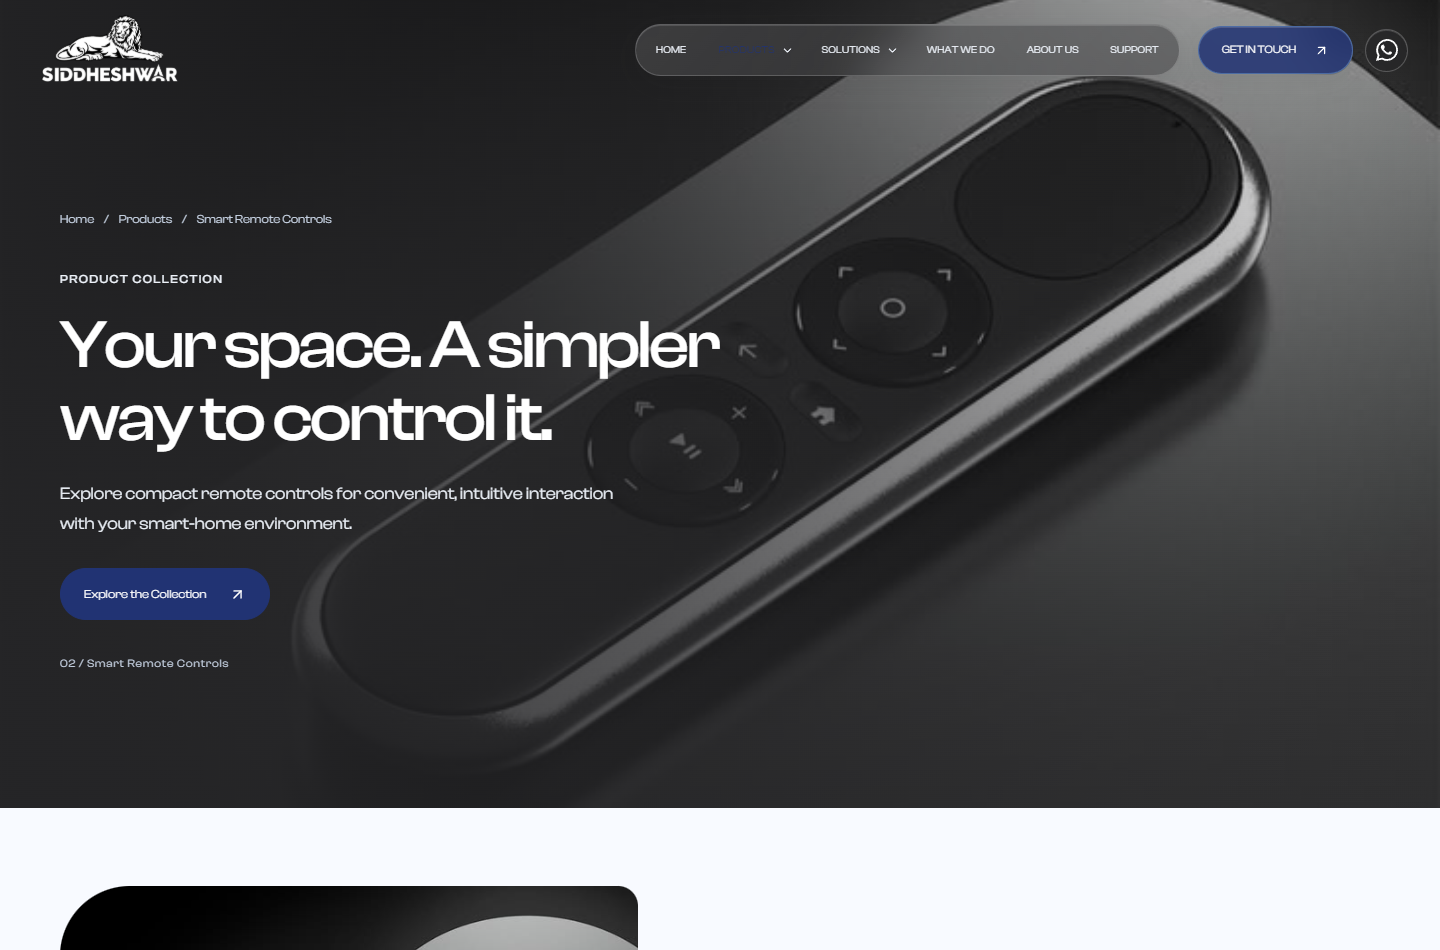 SIDDHESHWAR
HOME
SOLUTIONS
WHAT WE DO
ABOUT US
SUPPORT
GET IN TOUCH
Home / Products / Smart Remote Controls
PRODUCT COLLECTION
Your space. A simpler
way to control it.
Explore compact remote controls for convenient, intuitive interaction
with your smart-home environment.
Explore the Collection
02 / Smart Remote Controls